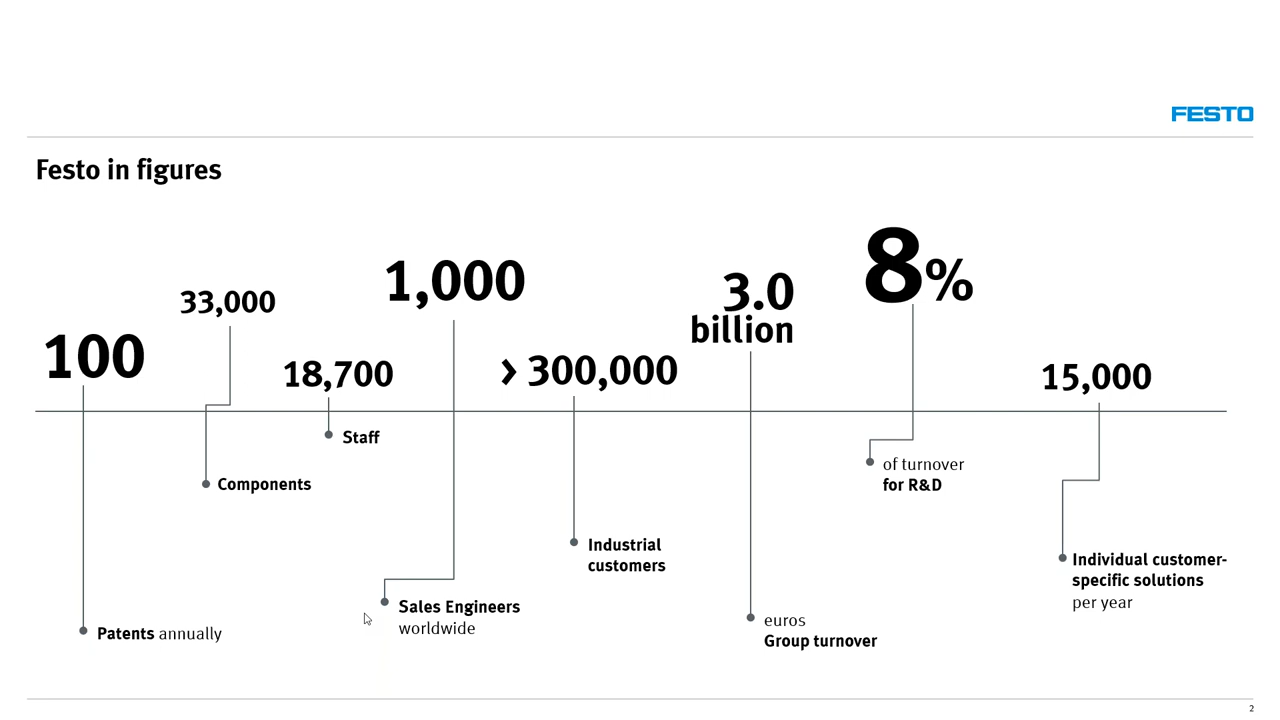 FESTO
Festo in figures
100
Patents annually
33,000
Components
18,700
Staff
1,000
Sales Engineers
worldwide
> 300,000
Industrial
customers
3.0
billion
euros
Group turnover
8%
of turnover
for R&D
15,000
Individual customer-
specific solutions
per year
2